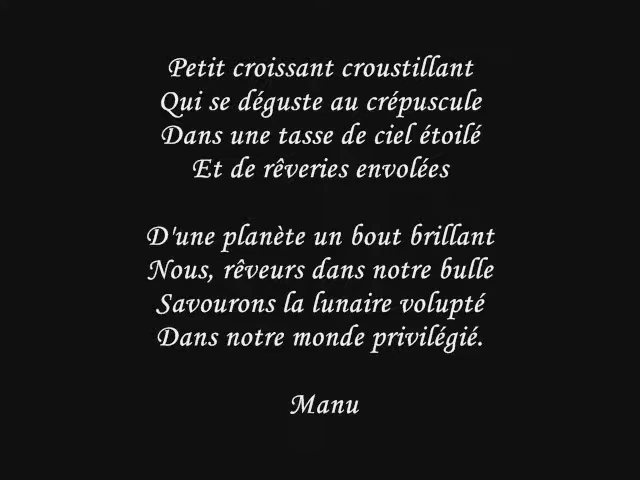 Petit croissant croustillant
Qui se déguste au crépuscule
Dans une tasse de ciel étoilé
Et de rêveries envolées
D'une planète un bout brillant
Nous, rêveurs dans notre bulle
Savourons la lunaire volupté
Dans notre monde privilégié.
Manu